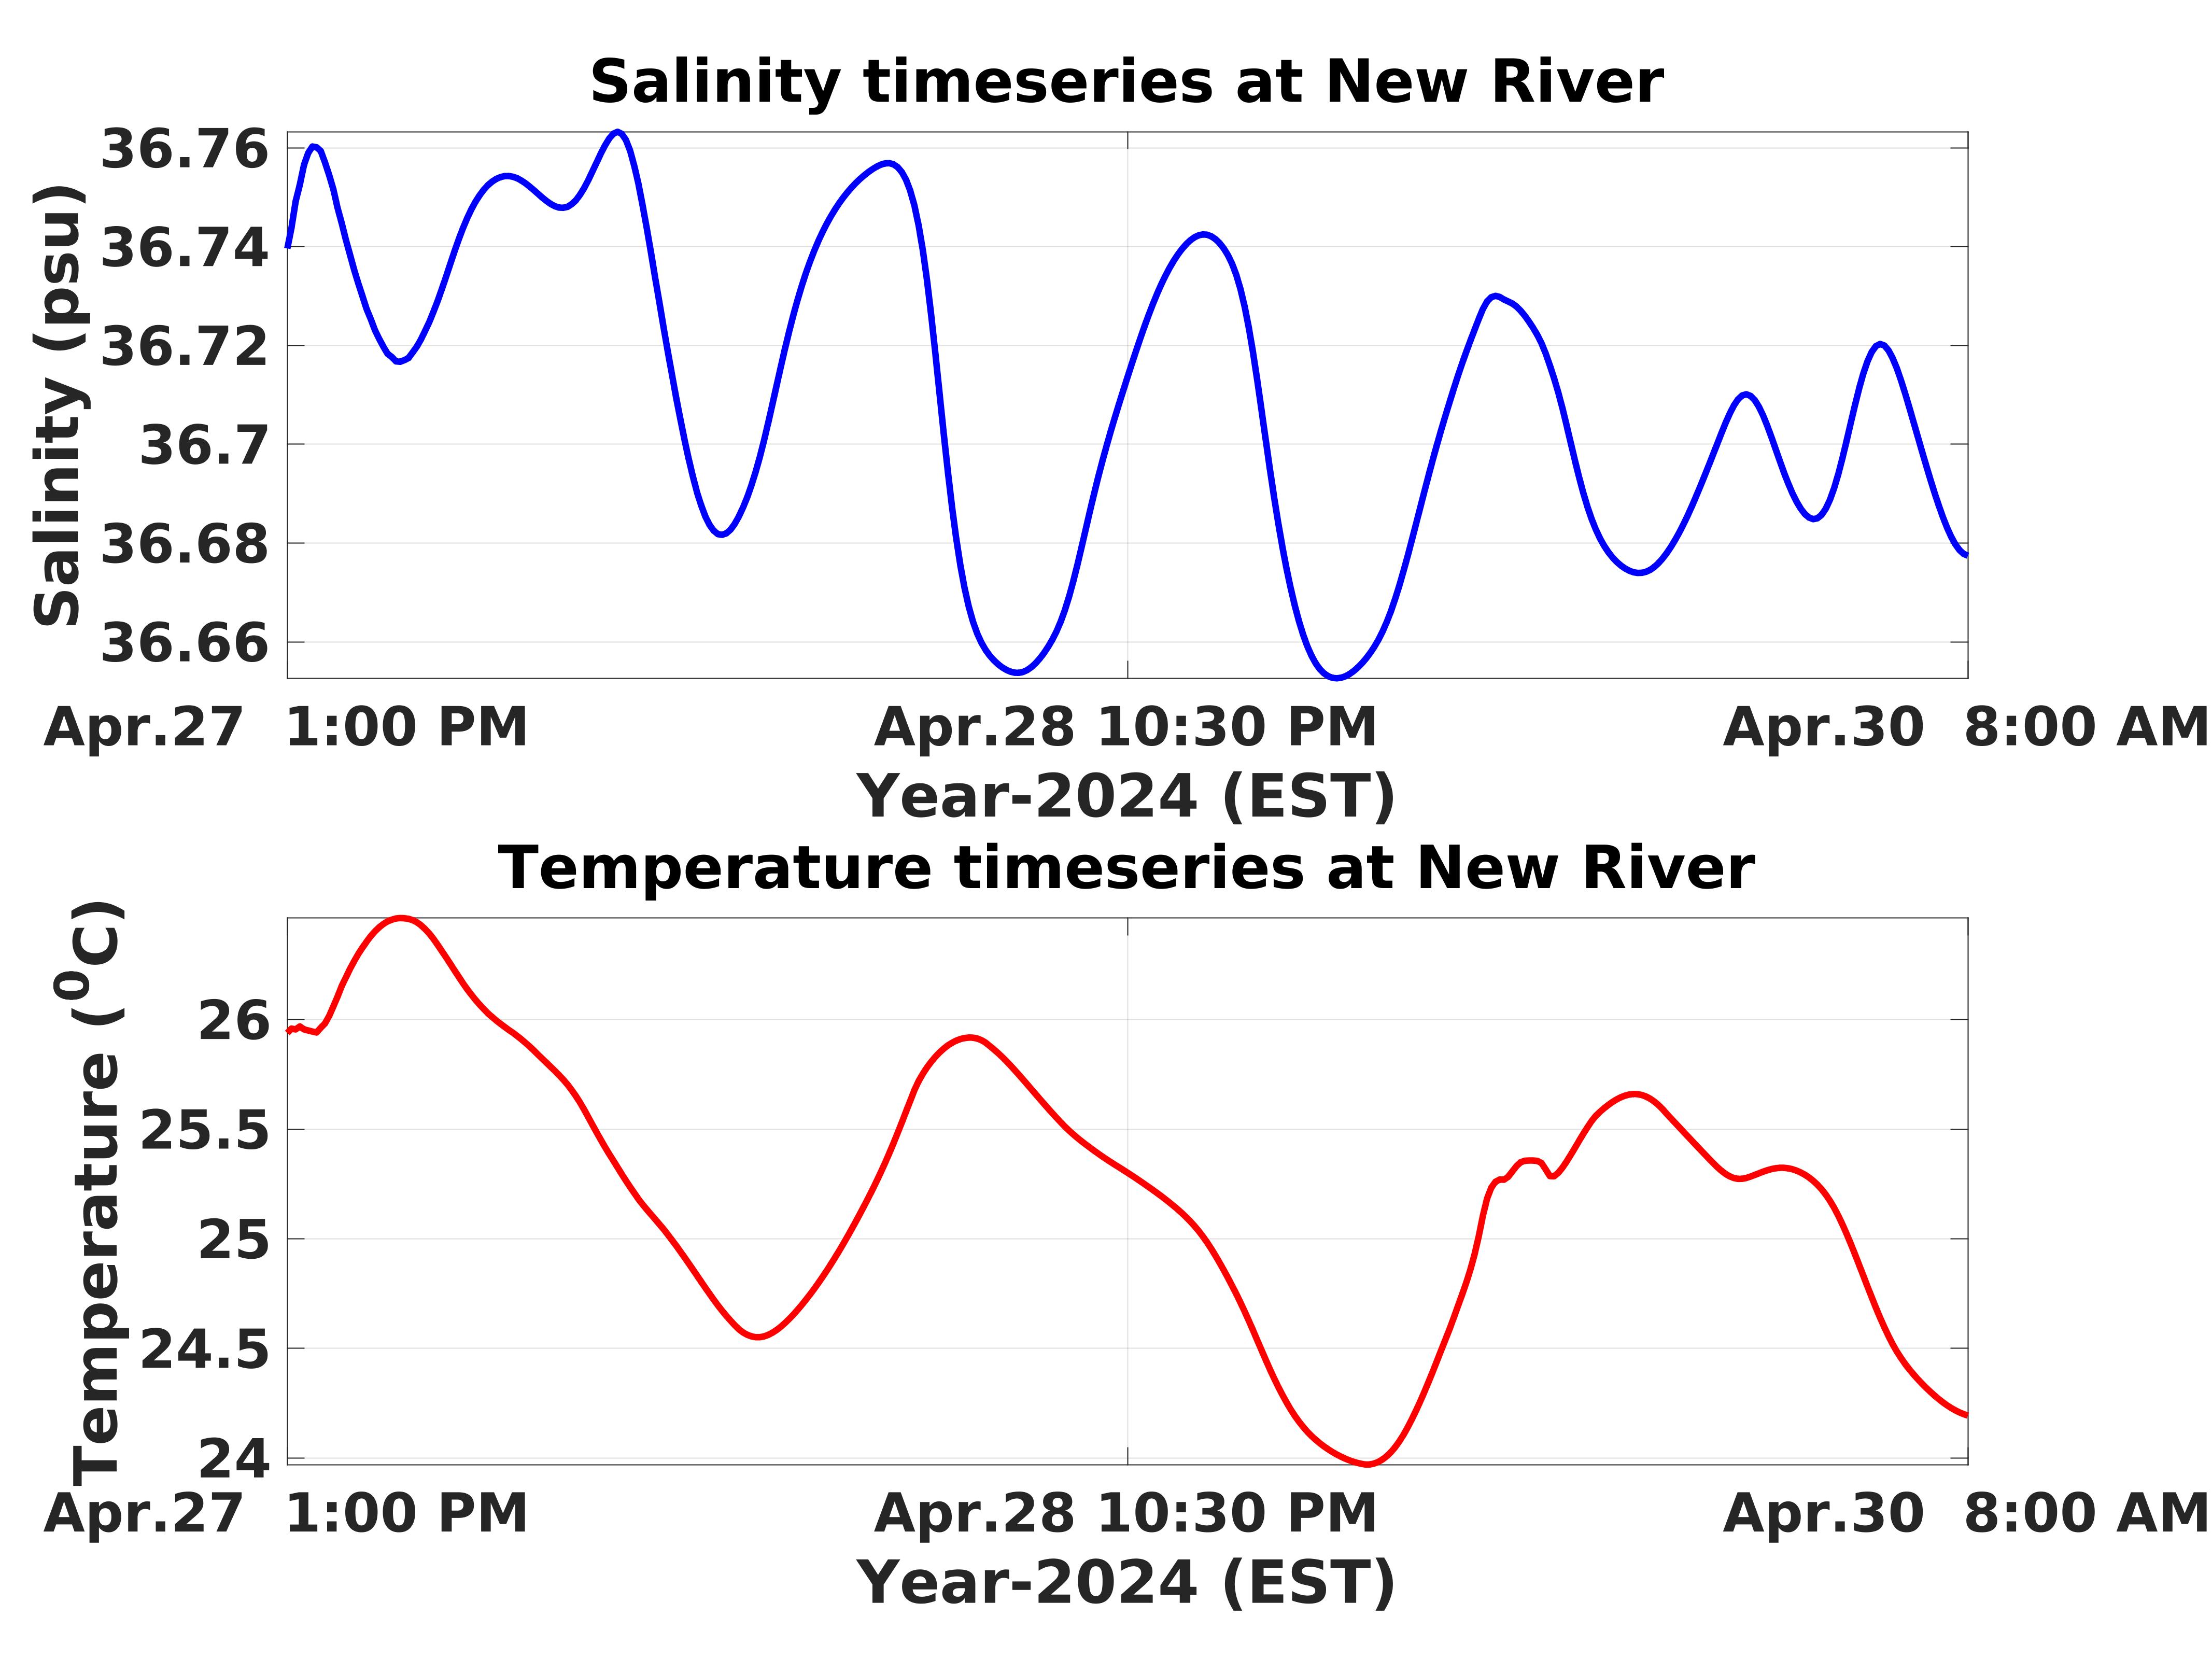 Salinity timeseries at New River
Salinity (psu)
36.76
36.74
36.72
36.7
36.68
36.66
Apr.27 1:00 PM Apr.28 10:30 PM Apr.30 8:00 AM
Year-2024 (EST)
Temperature timeseries at New River
Temperature (⁰C)
26
25.5
25
24.5
24
Apr.27 1:00 PM Apr.28 10:30 PM Apr.30 8:00 AM
Year-2024 (EST)